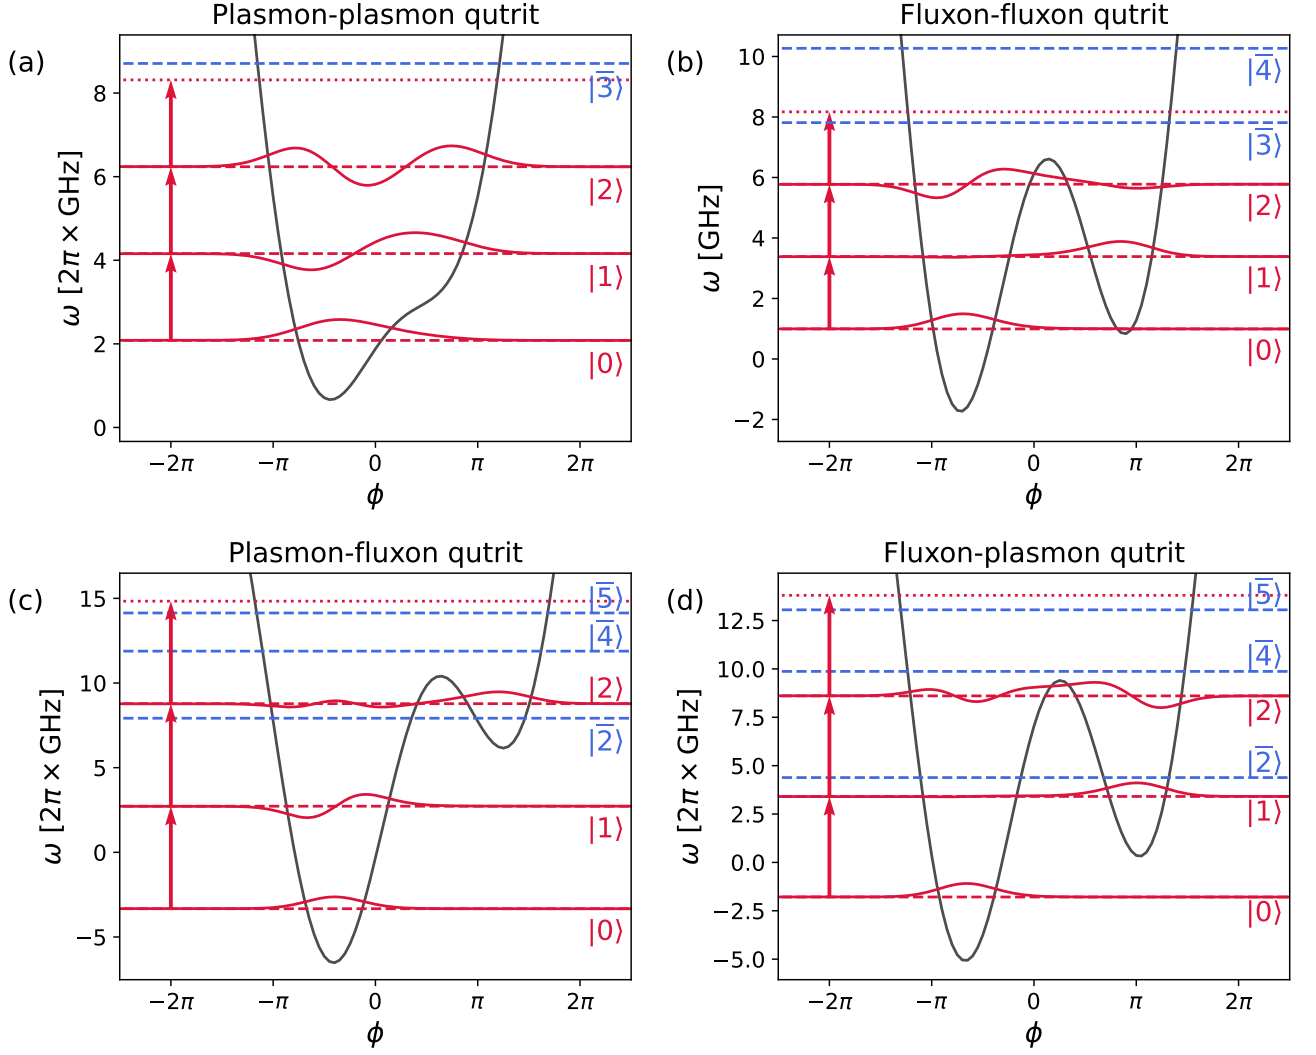 Plasmon-plasmon qutrit
(a)
8
6
4
2
0
ω [2π × GHz]
|3̅⟩
|2⟩
|1⟩
|0⟩
−2π
−π
0
π
2π
ϕ
Fluxon-fluxon qutrit
(b)
10
8
6
4
2
0
−2
ω [GHz]
|4̅⟩
|3̅⟩
|2⟩
|1⟩
|0⟩
−2π
−π
0
π
2π
ϕ
Plasmon-fluxon qutrit
(c)
15
10
5
0
−5
ω [2π × GHz]
|5̅⟩
|4̅⟩
|2⟩
|2̅⟩
|1⟩
|0⟩
−2π
−π
0
π
2π
ϕ
Fluxon-plasmon qutrit
(d)
12.5
10.0
7.5
5.0
2.5
0.0
−2.5
−5.0
ω [2π × GHz]
|5̅⟩
|4̅⟩
|2⟩
|2̅⟩
|1⟩
|0⟩
−2π
−π
0
π
2π
ϕ